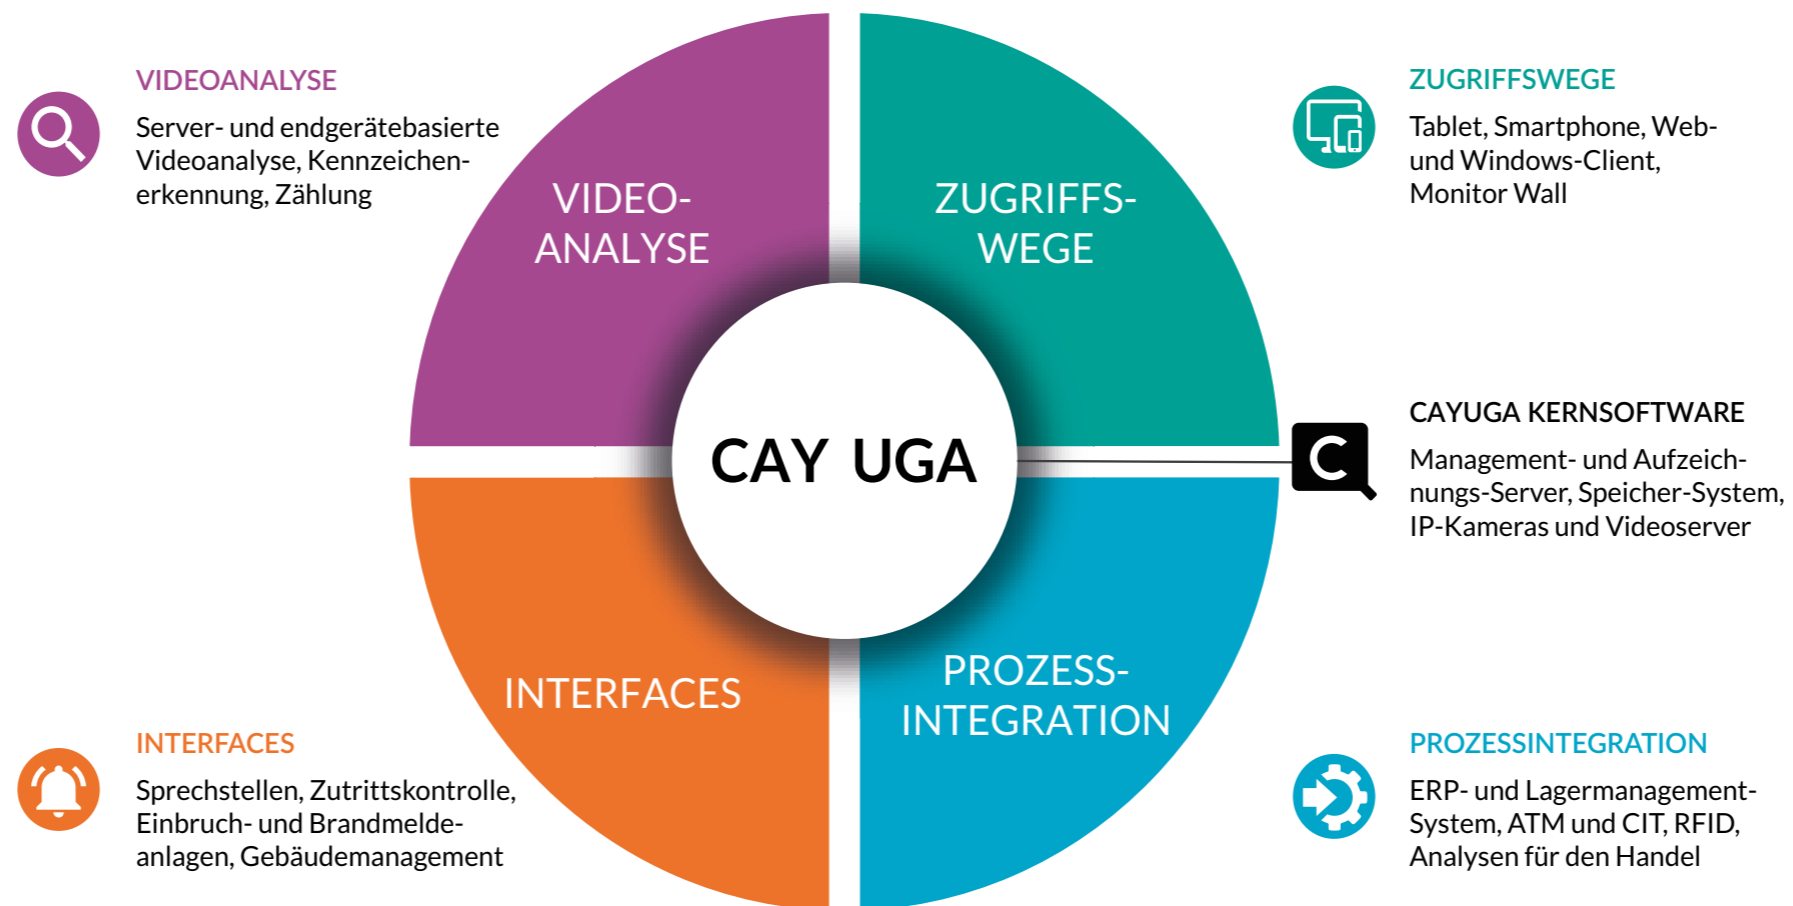 VIDEOANALYSE
Server- und endgerätebasierte
Videoanalyse, Kennzeichen-
erkennung, Zählung
VIDEO-
ANALYSE
ZUGRIFFS-
WEGE
ZUGRIFFSWEGE
Tablet, Smartphone, Web-
und Windows-Client,
Monitor Wall
CAY UGA
C
CAYUGA KERNSOFTWARE
Management- und Aufzeich-
nungs-Server, Speicher-System,
IP-Kameras und Videoserver
INTERFACES
PROZESS-
INTEGRATION
INTERFACES
Sprechstellen, Zutrittskontrolle,
Einbruch- und Brandmelde-
anlagen, Gebäudemanagement
PROZESSINTEGRATION
ERP- und Lagermanagement-
System, ATM und CIT, RFID,
Analysen für den Handel